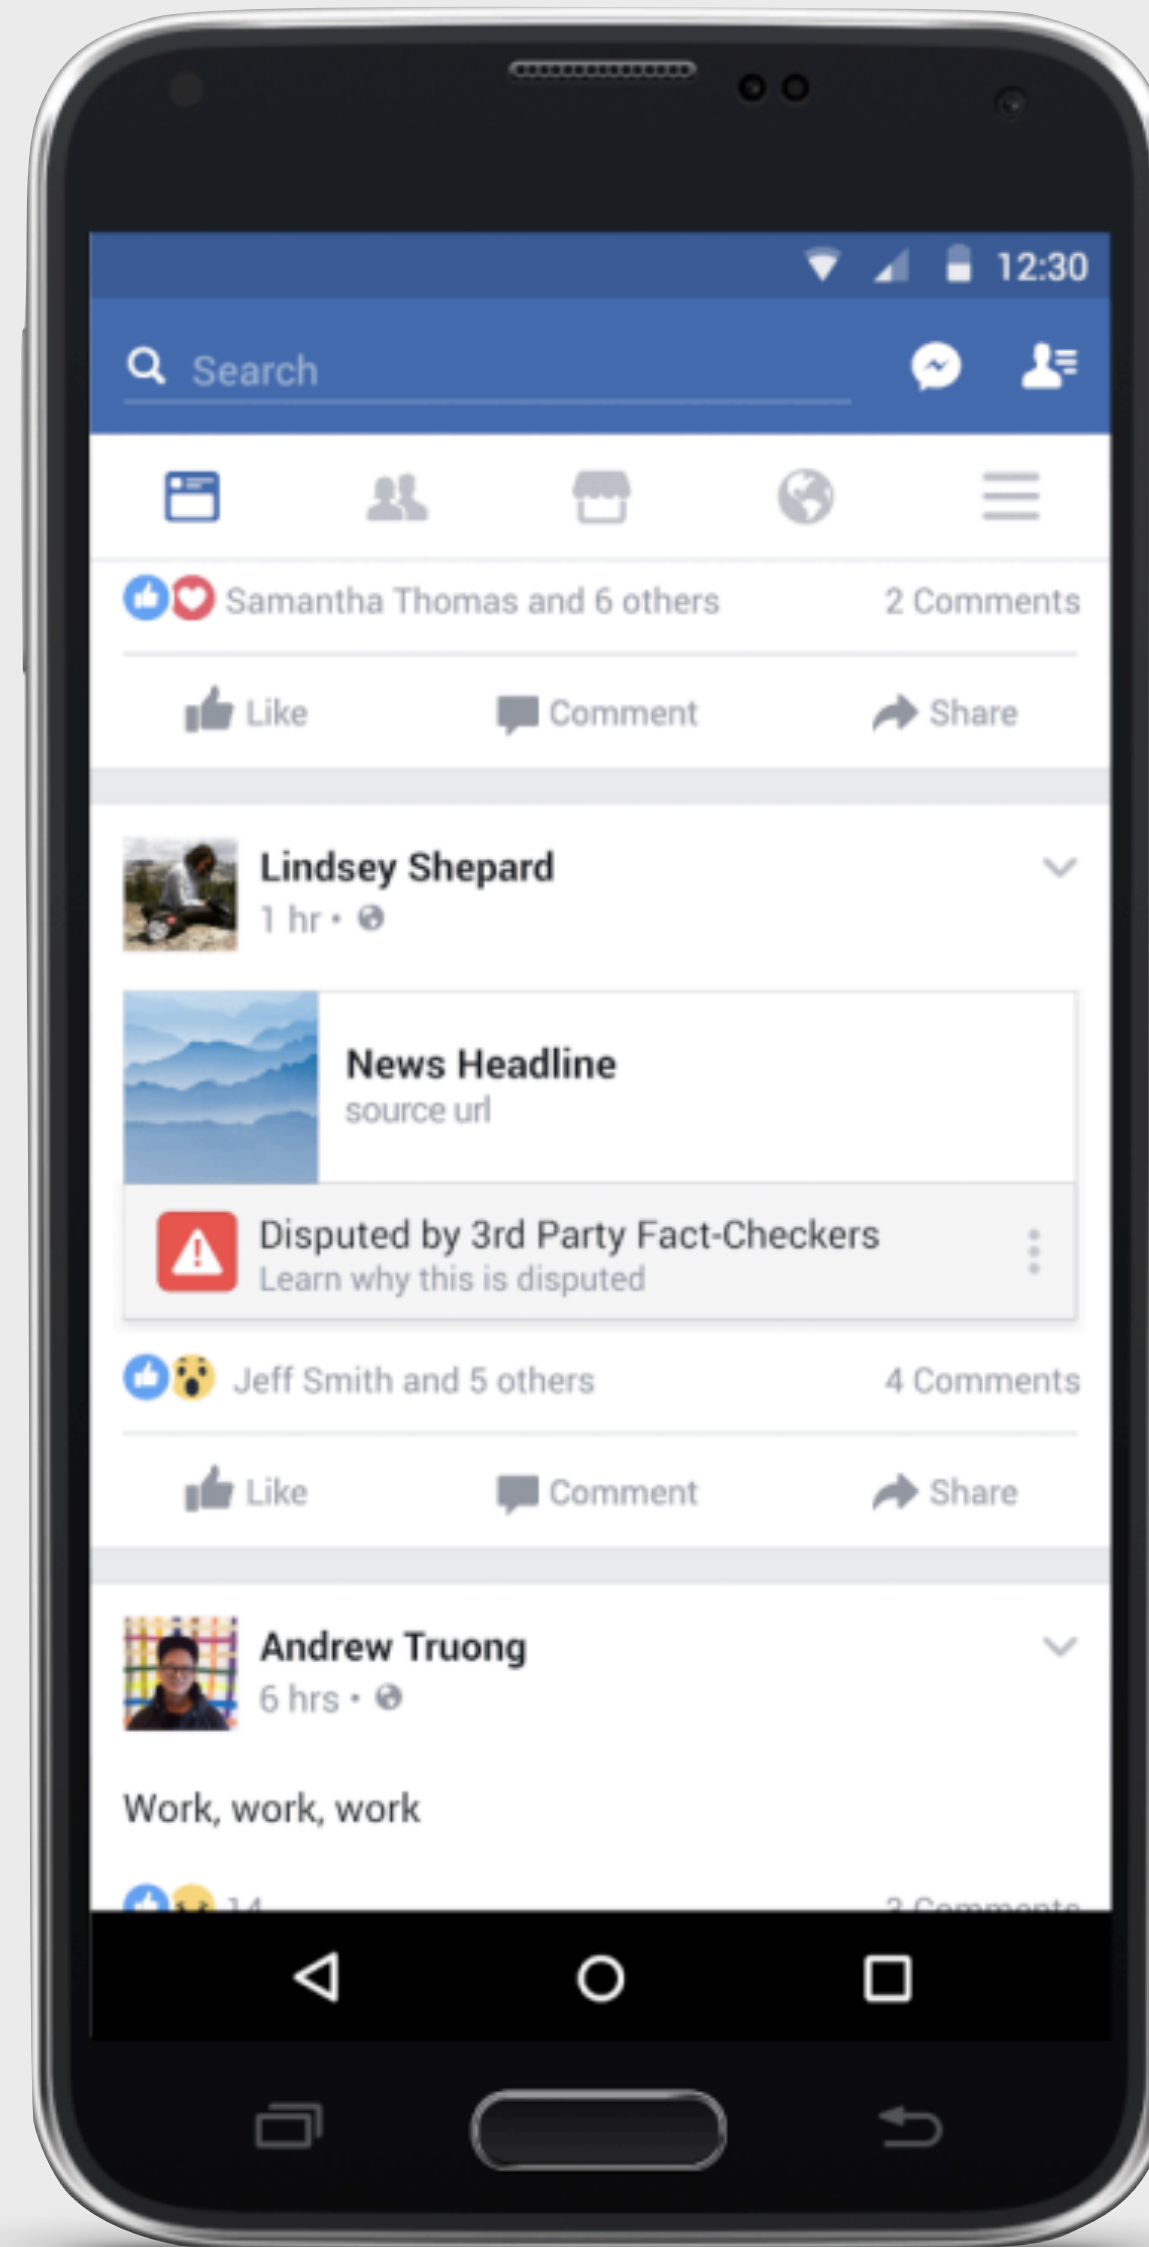 12:30
Search
Samantha Thomas and 6 others 2 Comments
Like Comment Share
Lindsey Shepard
1 hr •
News Headline
source url
Disputed by 3rd Party Fact-Checkers
Learn why this is disputed
Jeff Smith and 5 others 4 Comments
Like Comment Share
Andrew Truong
6 hrs •
Work, work, work
14 Comments